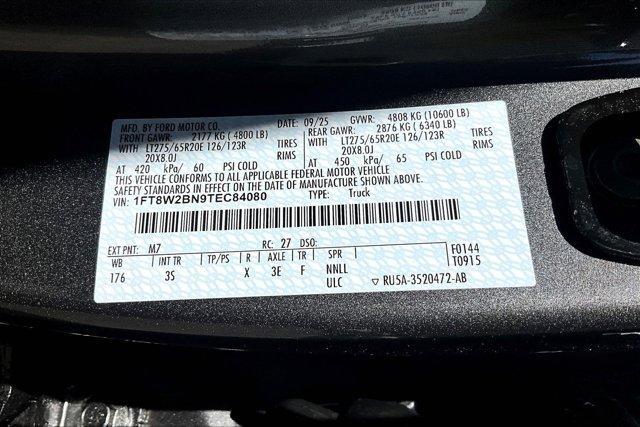 MFD. BY FORD MOTOR CO. DATE: 09/25 GVWR: 4808 KG (10600 LB)
FRONT GAWR: 2177 KG (4800 LB) REAR GAWR: 2876 KG (6340 LB)
WITH LT275/65R20E 126/123R TIRES WITH LT275/65R20E 126/123R TIRES
20X8.0J RIMS 20X8.0J RIMS
AT 420 kPa/ 60 PSI COLD AT 450 kPa/ 65 PSI COLD
THIS VEHICLE CONFORMS TO ALL APPLICABLE FEDERAL MOTOR VEHICLE
SAFETY STANDARDS IN EFFECT ON THE DATE OF MANUFACTURE SHOWN ABOVE.
VIN: 1FT8W2BN9TEC84080 TYPE: Truck
EXT PNT: M7 RC: 27 DSO: F0144
WB INT TR TP/PS R AXLE TR SPR T0915
176 3S X 3E F NNLL
ULC RU5A-3520472-AB